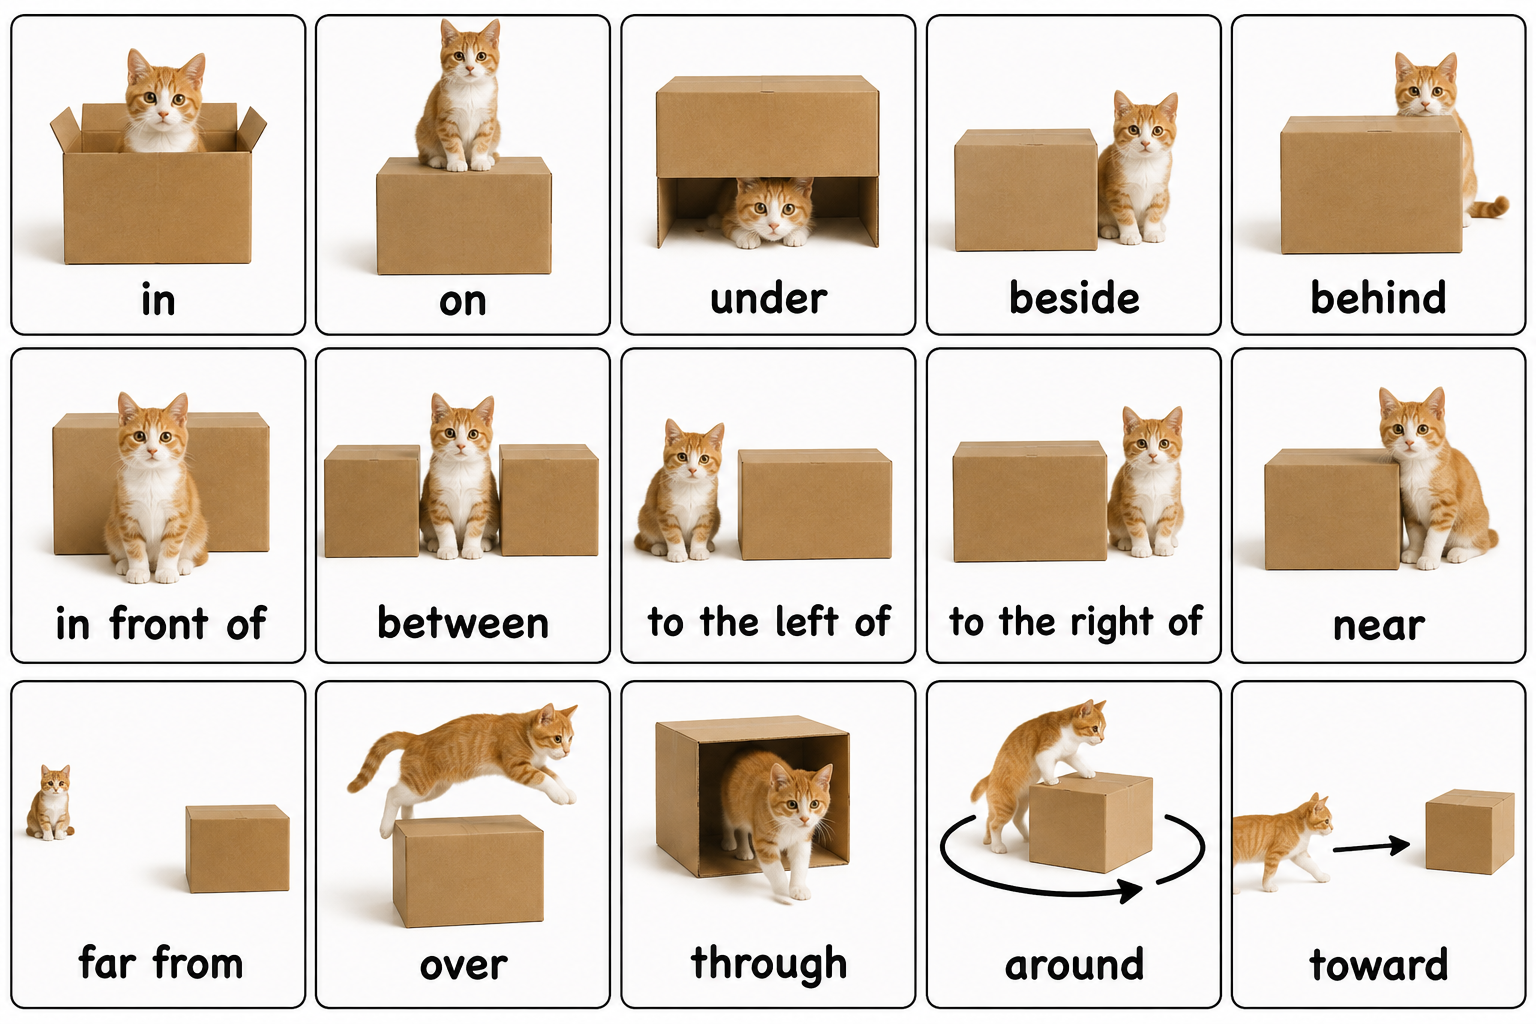 in
on
under
beside
behind
in front of
between
to the left of
to the right of
near
far from
over
through
around
toward